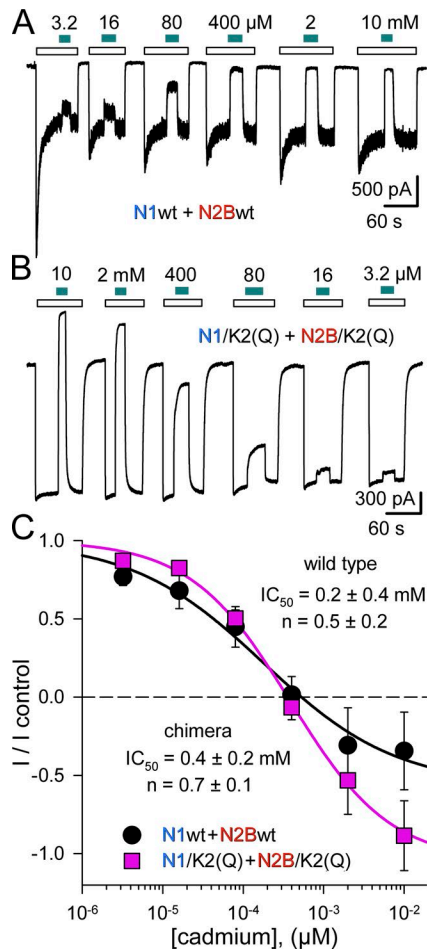 A
3.2 16 80 400 µM 2 10 mM
500 pA
60 s
N1wt + N2Bwt
B
10 2 mM 400 80 16 3.2 µM
N1/K2(Q) + N2B/K2(Q)
300 pA
60 s
C
1.0
0.5
0.0
-0.5
-1.0
I / I control
wild type
IC50 = 0.2 ± 0.4 mM
n = 0.5 ± 0.2
chimera
IC50 = 0.4 ± 0.2 mM
n = 0.7 ± 0.1
N1wt+N2Bwt
N1/K2(Q)+N2B/K2(Q)
10-6 10-5 10-4 10-3 10-2
[cadmium], (µM)